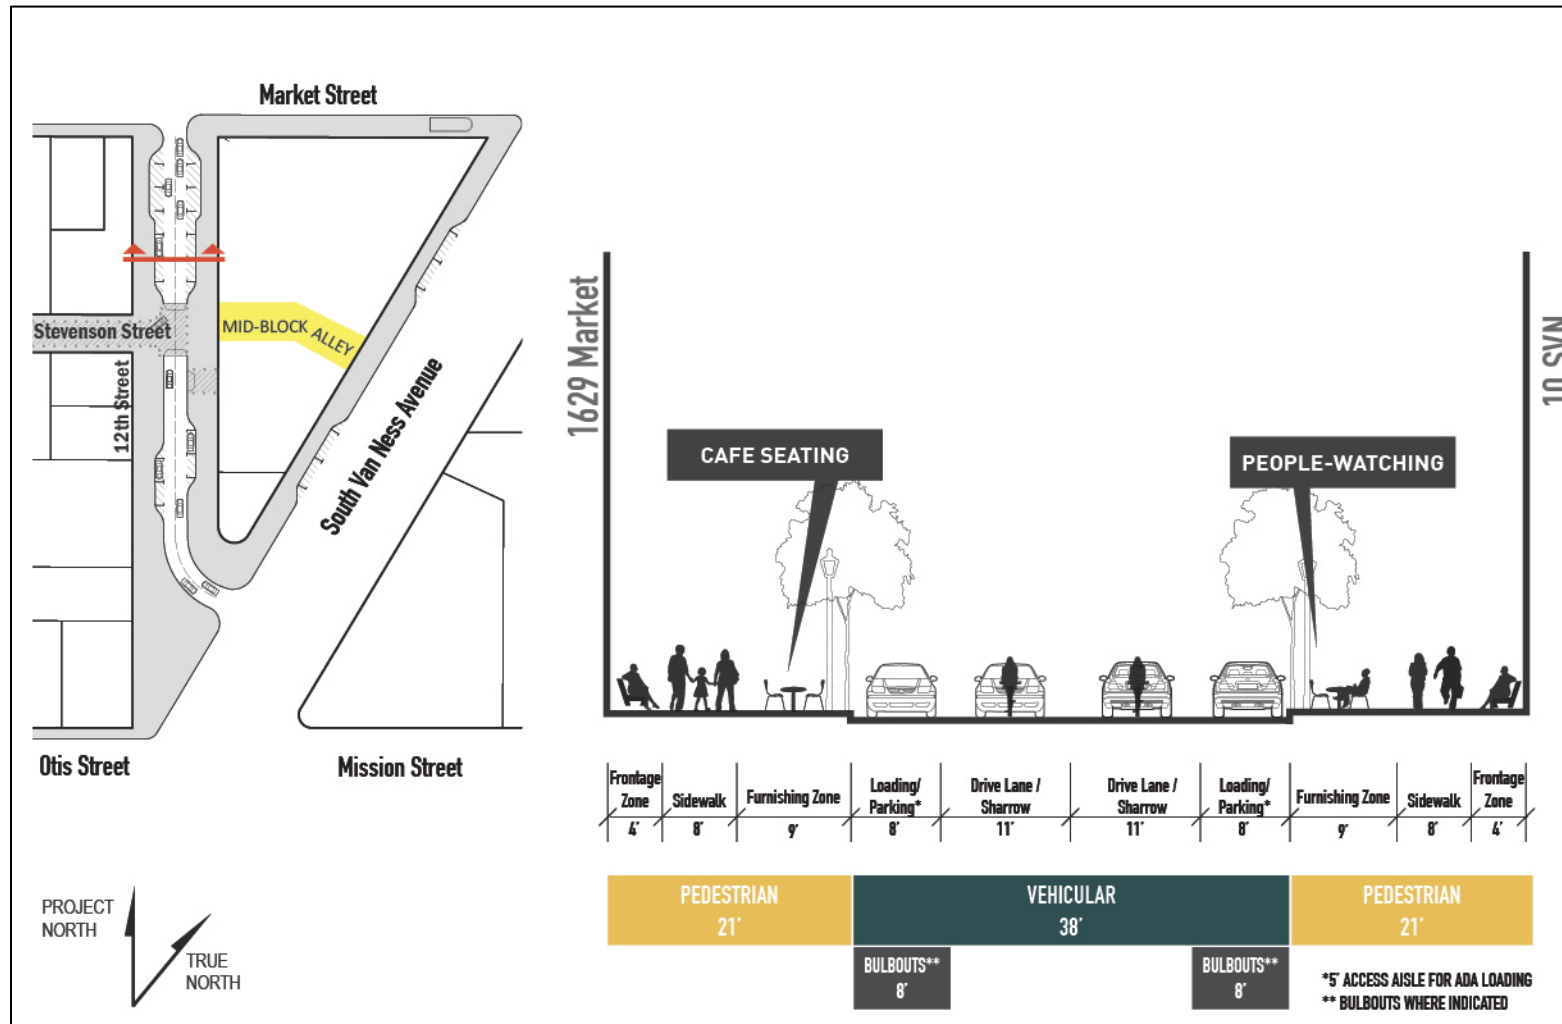 Market Street
Stevenson Street
MID-BLOCK ALLEY
12th Street
South Van Ness Avenue
Otis Street
Mission Street
PROJECT
NORTH
TRUE
NORTH
1629 Market
10 SVN
CAFE SEATING
PEOPLE-WATCHING
Frontage
Zone
4'
Sidewalk
8'
Furnishing Zone
9'
Loading/
Parking*
8'
Drive Lane /
Sharrow
11'
Drive Lane /
Sharrow
11'
Loading/
Parking*
8'
Furnishing Zone
9'
Sidewalk
8'
Frontage
Zone
4'
PEDESTRIAN
21'
VEHICULAR
38'
PEDESTRIAN
21'
BULBOUTS**
8'
BULBOUTS**
8'
*5' ACCESS AISLE FOR ADA LOADING
** BULBOUTS WHERE INDICATED